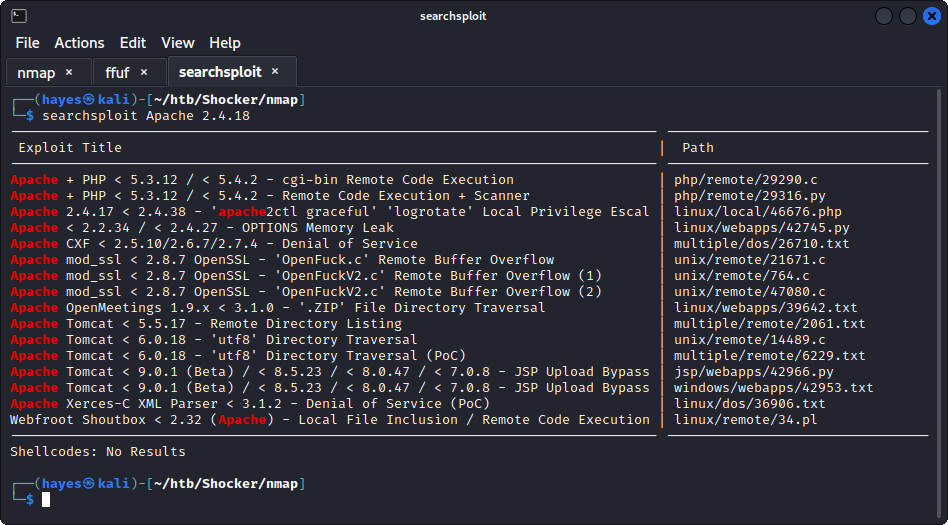 searchsploit
File Actions Edit View Help
nmap × ffuf × searchsploit ×
┌──(hayes㉿kali)-[~/htb/Shocker/nmap]
└─$ searchsploit Apache 2.4.18
Exploit Title | Path
Apache + PHP < 5.3.12 / < 5.4.2 - cgi-bin Remote Code Execution | php/remote/29290.c
Apache + PHP < 5.3.12 / < 5.4.2 - Remote Code Execution + Scanner | php/remote/29316.py
Apache 2.4.17 < 2.4.38 - 'apache2ctl graceful' 'logrotate' Local Privilege Escal | linux/local/46676.php
Apache < 2.2.34 / < 2.4.27 - OPTIONS Memory Leak | linux/webapps/42745.py
Apache CXF < 2.5.10/2.6.7/2.7.4 - Denial of Service | multiple/dos/26710.txt
Apache mod_ssl < 2.8.7 OpenSSL - 'OpenFuck.c' Remote Buffer Overflow | unix/remote/21671.c
Apache mod_ssl < 2.8.7 OpenSSL - 'OpenFuckV2.c' Remote Buffer Overflow (1) | unix/remote/764.c
Apache mod_ssl < 2.8.7 OpenSSL - 'OpenFuckV2.c' Remote Buffer Overflow (2) | unix/remote/47080.c
Apache OpenMeetings 1.9.x < 3.1.0 - '.ZIP' File Directory Traversal | linux/webapps/39642.txt
Apache Tomcat < 5.5.17 - Remote Directory Listing | multiple/remote/2061.txt
Apache Tomcat < 6.0.18 - 'utf8' Directory Traversal | unix/remote/14489.c
Apache Tomcat < 6.0.18 - 'utf8' Directory Traversal (PoC) | multiple/remote/6229.txt
Apache Tomcat < 9.0.1 (Beta) / < 8.5.23 / < 8.0.47 / < 7.0.8 - JSP Upload Bypass | jsp/webapps/42966.py
Apache Tomcat < 9.0.1 (Beta) / < 8.5.23 / < 8.0.47 / < 7.0.8 - JSP Upload Bypass | windows/webapps/42953.txt
Apache Xerces-C XML Parser < 3.1.2 - Denial of Service (PoC) | linux/dos/36906.txt
Webfroot Shoutbox < 2.32 (Apache) - Local File Inclusion / Remote Code Execution | linux/remote/34.pl
Shellcodes: No Results
┌──(hayes㉿kali)-[~/htb/Shocker/nmap]
└─$